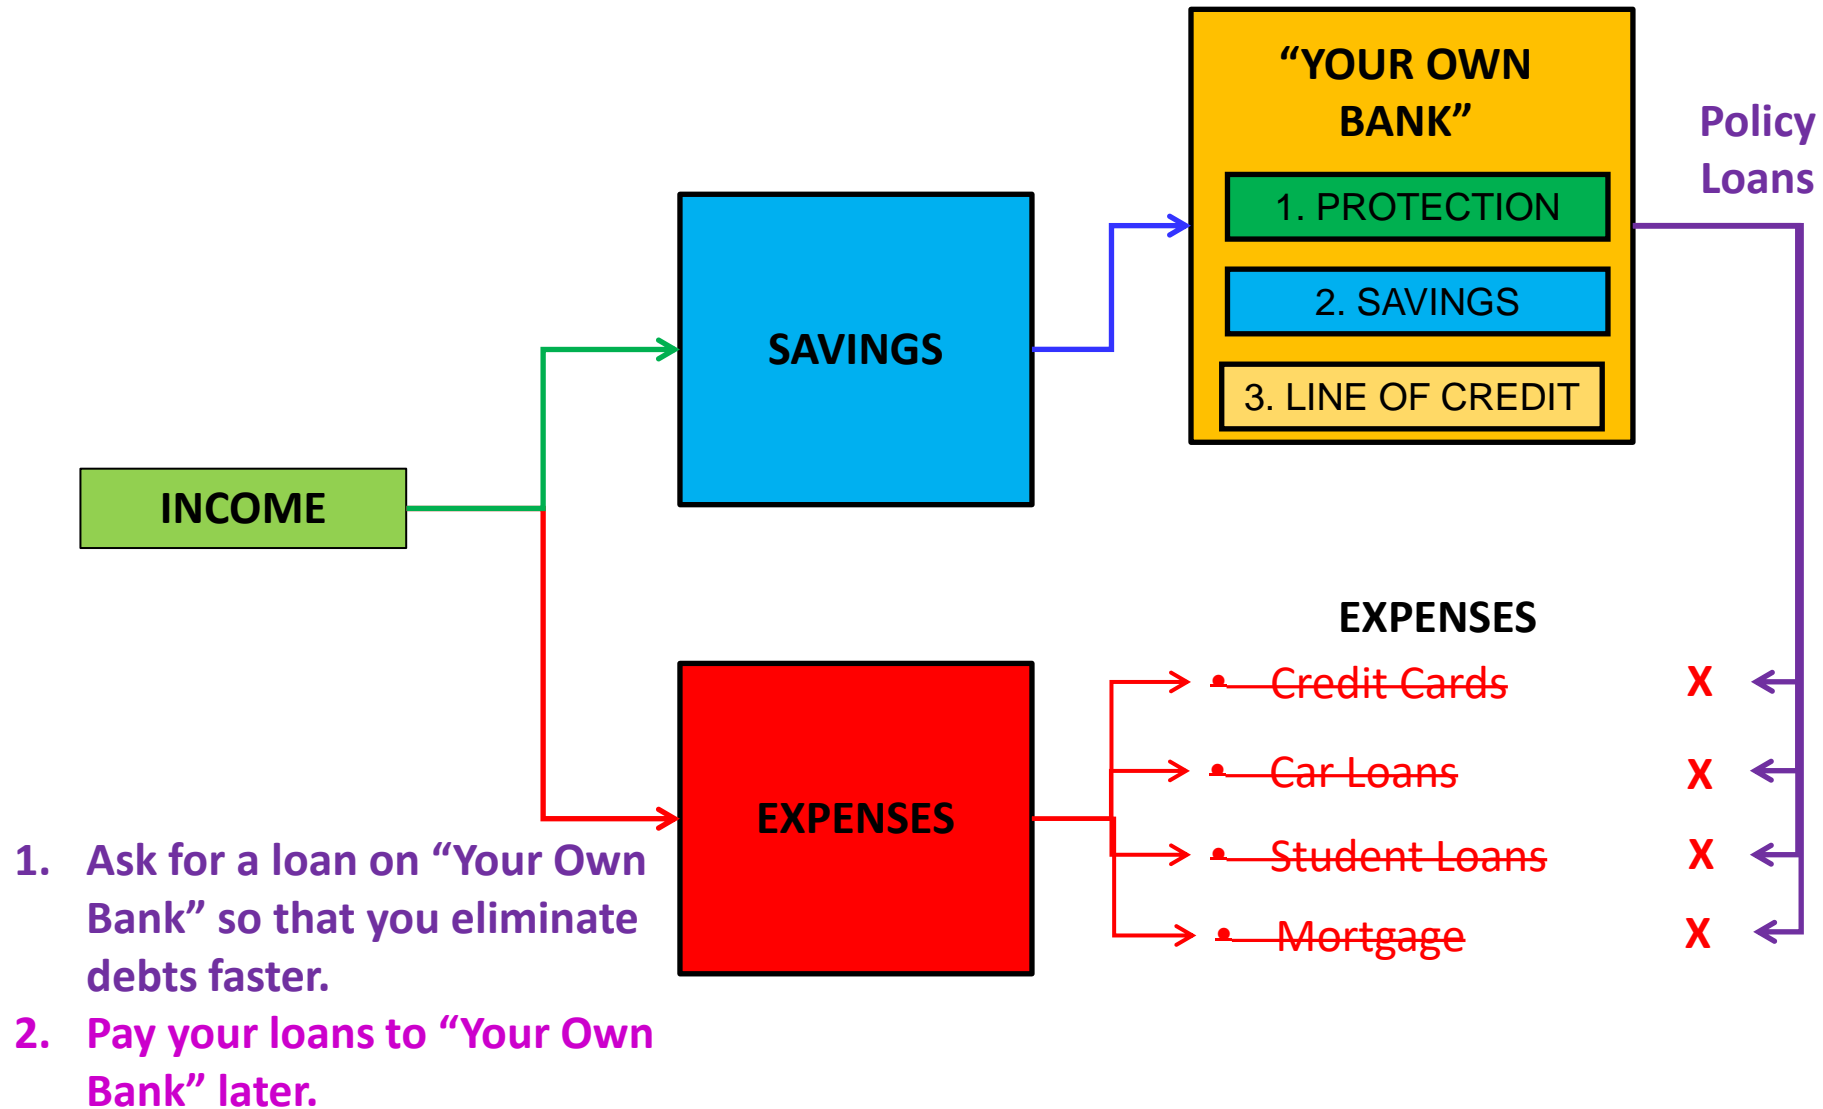 “YOUR OWN
BANK”
1. PROTECTION
2. SAVINGS
3. LINE OF CREDIT
Policy
Loans
SAVINGS
INCOME
EXPENSES
EXPENSES
• Credit Cards X
• Car Loans X
• Student Loans X
• Mortgage X
1. Ask for a loan on “Your Own
Bank” so that you eliminate
debts faster.
2. Pay your loans to “Your Own
Bank” later.